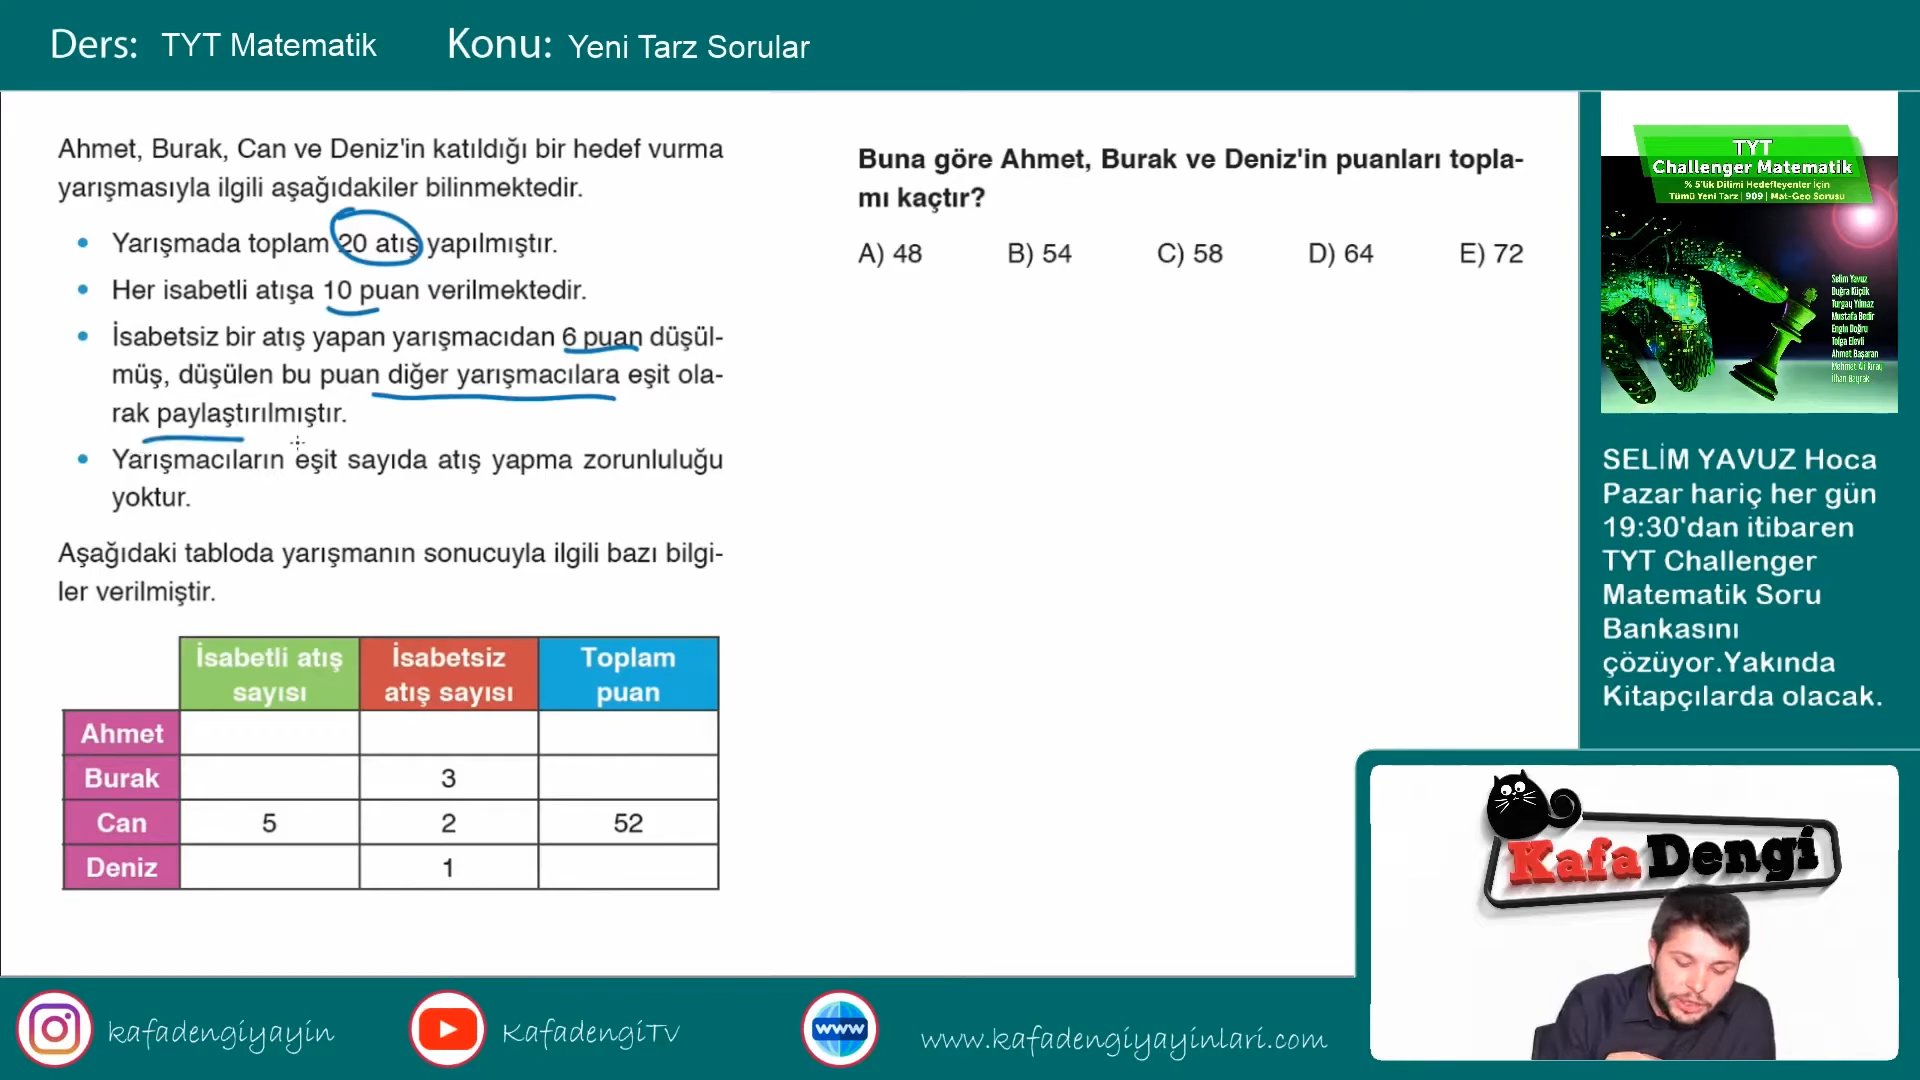 Ders: TYT Matematik Konu: Yeni Tarz Sorular
Ahmet, Burak, Can ve Deniz'in katıldığı bir hedef vurma
yarışmasıyla ilgili aşağıdakiler bilinmektedir.
• Yarışmada toplam 20 atış yapılmıştır.
• Her isabetli atışa 10 puan verilmektedir.
• İsabetsiz bir atış yapan yarışmacıdan 6 puan düşül-
müş, düşülen bu puan diğer yarışmacılara eşit ola-
rak paylaştırılmıştır.
• Yarışmacıların eşit sayıda atış yapma zorunluluğu
yoktur.
Aşağıdaki tabloda yarışmanın sonucuyla ilgili bazı bilgi-
ler verilmiştir.
İsabetli atış sayısı İsabetsiz atış sayısı Toplam puan
Ahmet
Burak 3
Can 5 2 52
Deniz 1
Buna göre Ahmet, Burak ve Deniz'in puanları topla-
mı kaçtır?
A) 48 B) 54 C) 58 D) 64 E) 72
TYT
Challenger Matematik
% 5'lik Dilimi Hedefleyenler İçin
Tümü Yeni Tarz | 909 | Mat-Geo Sorusu
Selim Yavuz
Buğra Küçük
Turgay Yılmaz
Mustafa Bedir
Engin Doğru
Tolga Elevli
Ahmet Başaran
Mehmet Ali Kıray
İlhan Bayrak
SELİM YAVUZ Hoca
Pazar hariç her gün
19:30'dan itibaren
TYT Challenger
Matematik Soru
Bankasını
çözüyor.Yakında
Kitapçılarda olacak.
KafaDengi
kafadengiyayin
KafadengiTv
www
www.kafadengiyayinlari.com